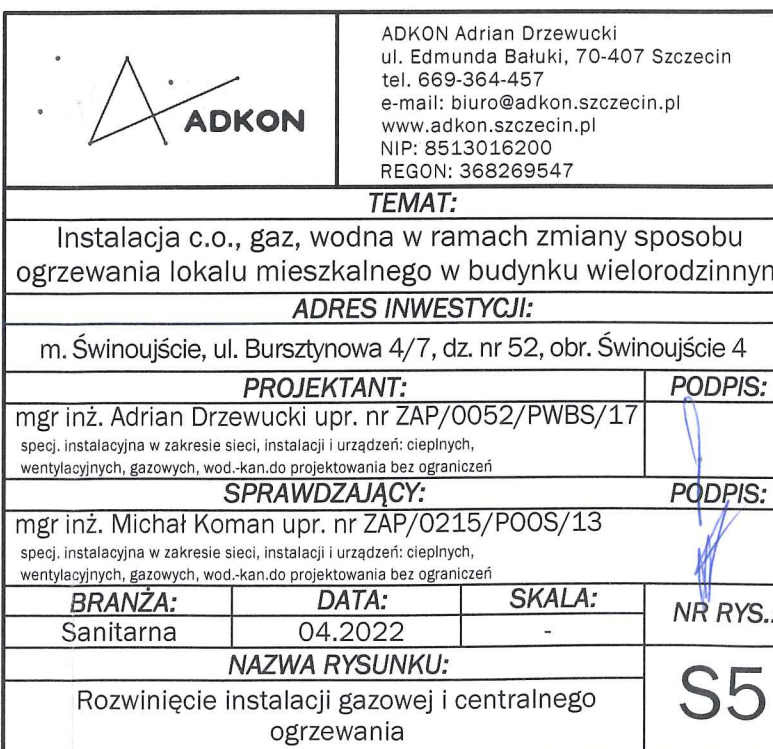 ADKON
ADKON Adrian Drzewucki
ul. Edmunda Bałuki, 70-407 Szczecin
tel. 669-364-457
e-mail: biuro@adkon.szczecin.pl
www.adkon.szczecin.pl
NIP: 8513016200
REGON: 368269547
TEMAT:
Instalacja c.o., gaz, wodna w ramach zmiany sposobu
ogrzewania lokalu mieszkalnego w budynku wielorodzinnym
ADRES INWESTYCJI:
m. Świnoujście, ul. Bursztynowa 4/7, dz. nr 52, obr. Świnoujście 4
PROJEKTANT:
PODPIS:
mgr inż. Adrian Drzewucki upr. nr ZAP/0052/PWBS/17
specj. instalacyjna w zakresie sieci, instalacji i urządzeń: cieplnych,
wentylacyjnych, gazowych, wod.-kan.do projektowania bez ograniczeń
SPRAWDZAJĄCY:
PODPIS:
mgr inż. Michał Koman upr. nr ZAP/0215/POOS/13
specj. instalacyjna w zakresie sieci, instalacji i urządzeń: cieplnych,
wentylacyjnych, gazowych, wod.-kan.do projektowania bez ograniczeń
BRANŻA:
DATA:
SKALA:
NR RYS.:
Sanitarna
04.2022
-
NAZWA RYSUNKU:
S5
Rozwinięcie instalacji gazowej i centralnego
ogrzewania